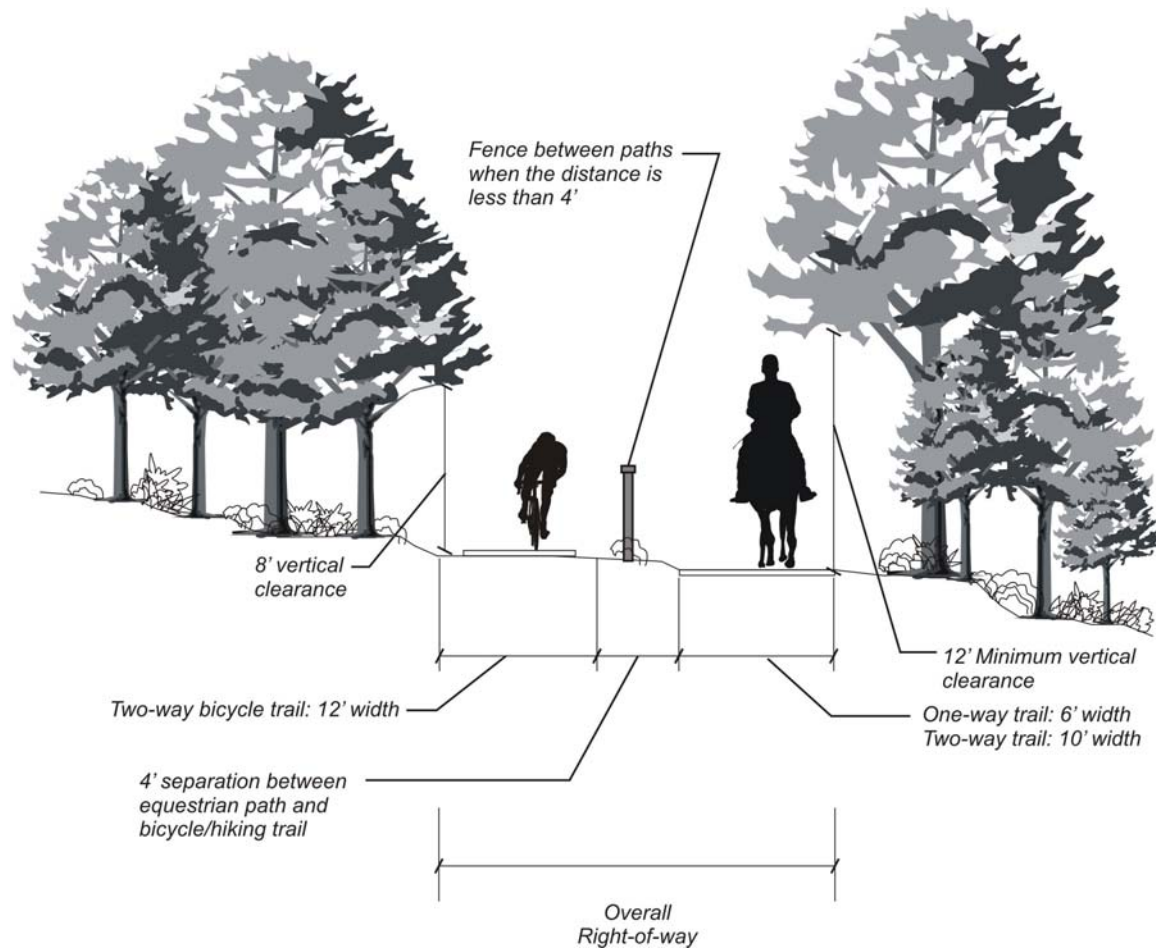 Fence between paths
when the distance is
less than 4’
8’ vertical
clearance
12’ Minimum vertical
clearance
Two-way bicycle trail: 12’ width
One-way trail: 6’ width
Two-way trail: 10’ width
4’ separation between
equestrian path and
bicycle/hiking trail
Overall
Right-of-way